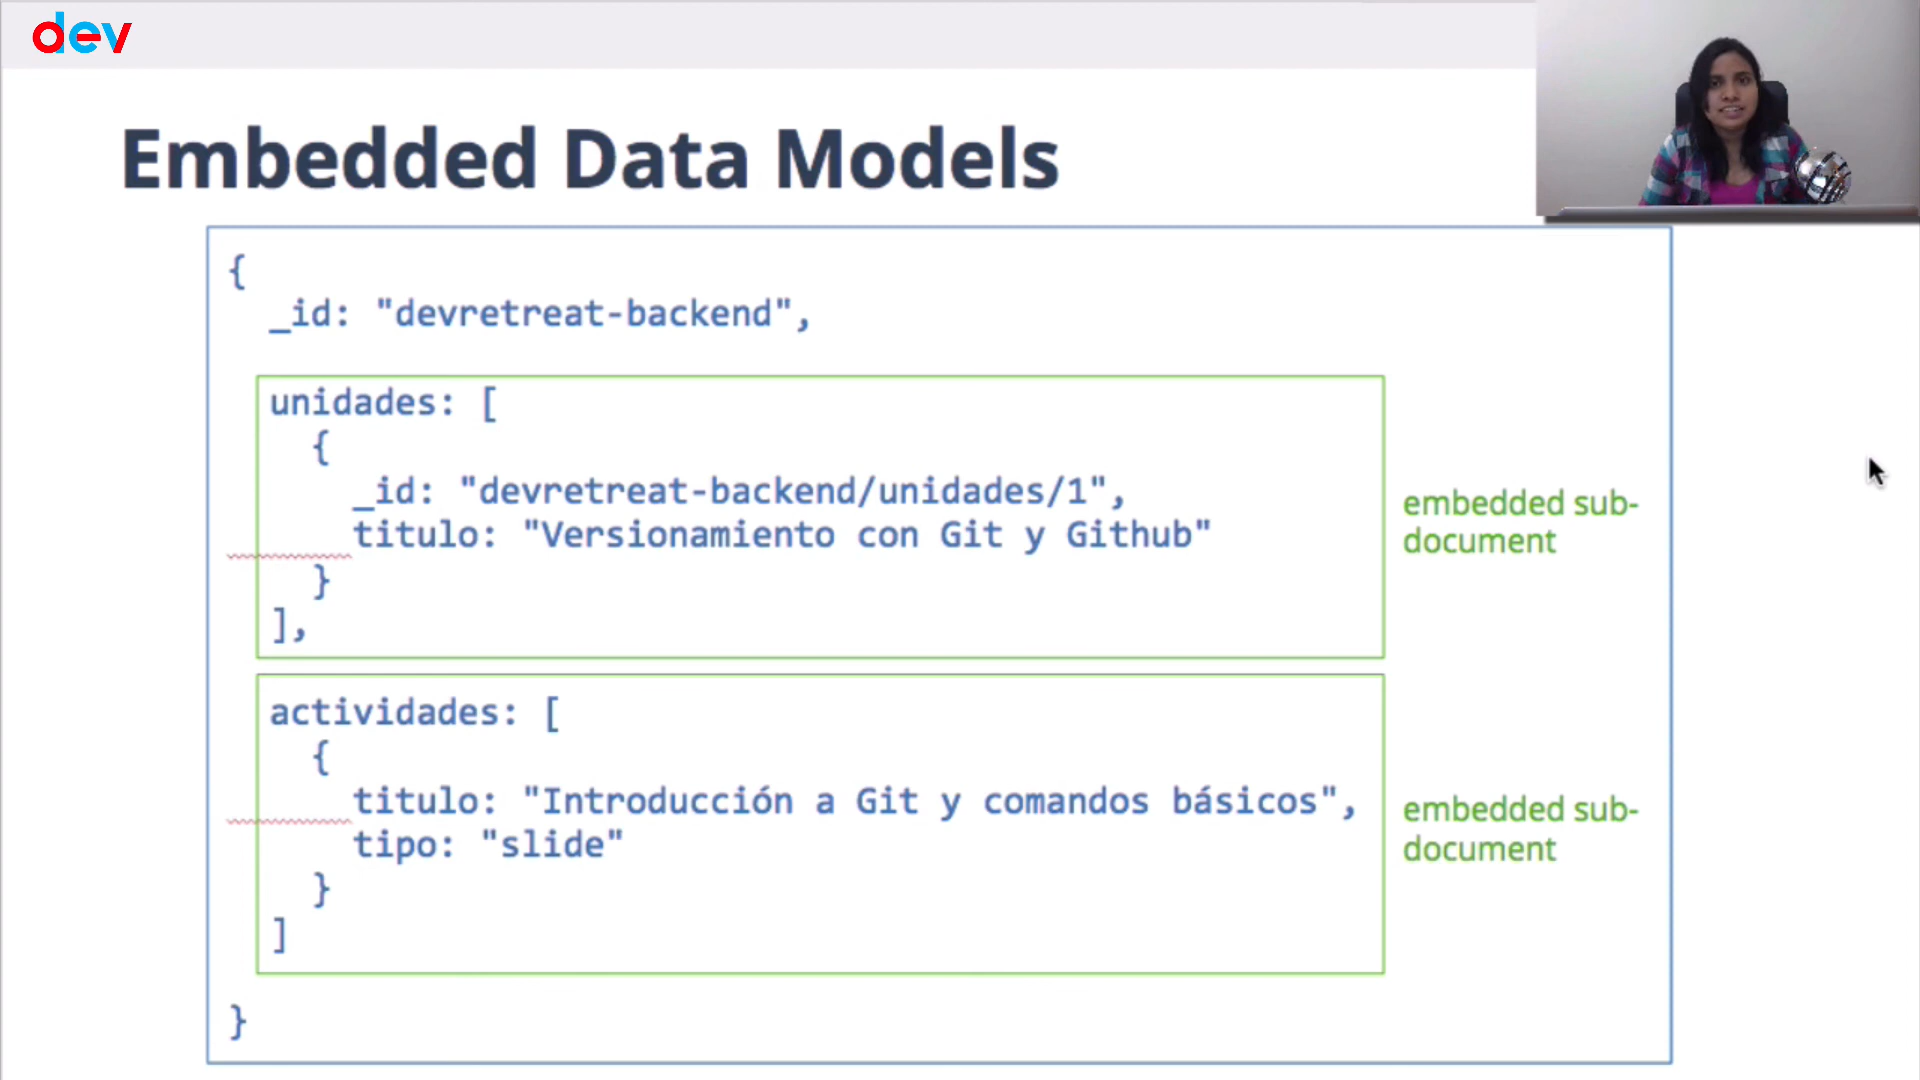 dev
Embedded Data Models
{
_id: "devretreat-backend",
unidades: [
{
_id: "devretreat-backend/unidades/1",
titulo: "Versionamiento con Git y Github"
}
],
embedded sub-
document
actividades: [
{
titulo: "Introducción a Git y comandos básicos",
tipo: "slide"
}
]
embedded sub-
document
}